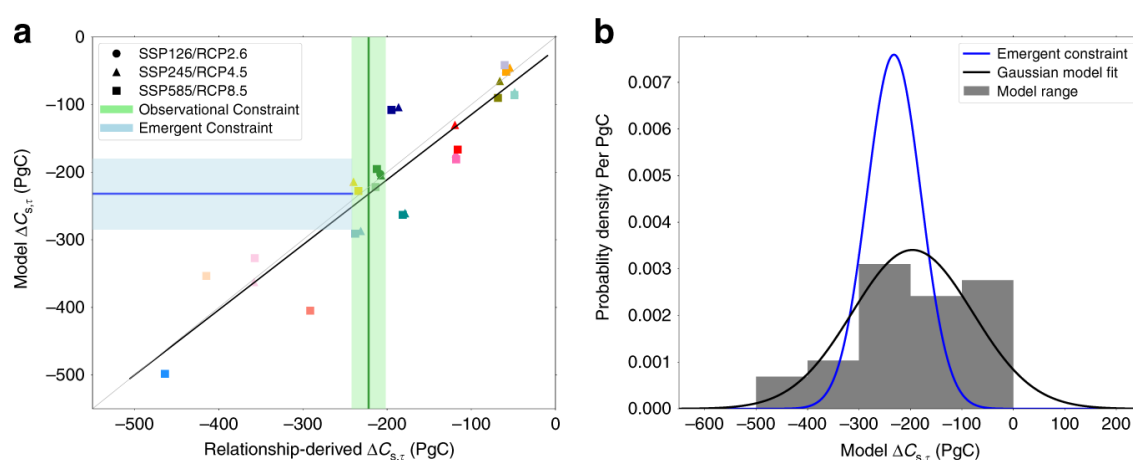 a
SSP126/RCP2.6
SSP245/RCP4.5
SSP585/RCP8.5
Observational Constraint
Emergent Constraint
0
−100
−200
−300
−400
−500
Model ΔCs,τ (PgC)
−500 −400 −300 −200 −100 0
Relationship-derived ΔCs,τ (PgC)
b
Emergent constraint
Gaussian model fit
Model range
0.007
0.006
0.005
0.004
0.003
0.002
0.001
0.000
Probablity density Per PgC
−600 −500 −400 −300 −200 −100 0 100 200
Model ΔCs,τ (PgC)